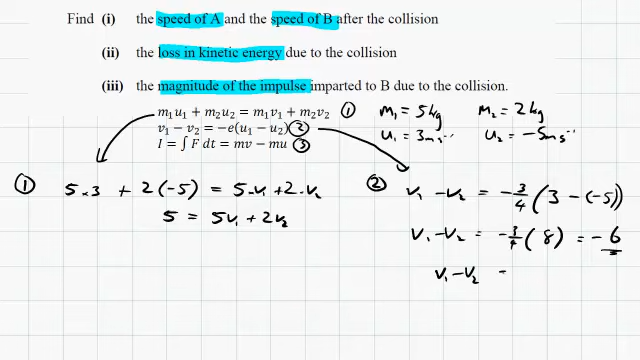 Find (i) the speed of A and the speed of B after the collision
(ii) the loss in kinetic energy due to the collision
(iii) the magnitude of the impulse imparted to B due to the collision.
m₁u₁ + m₂u₂ = m₁v₁ + m₂v₂ ①
v₁ − v₂ = −e(u₁ − u₂) ②
I = ∫ F dt = mv − mu ③
m₁ = 5kg m₂ = 2kg
u₁ = 3ms⁻¹ u₂ = −5ms⁻¹
① 5·3 + 2(−5) = 5·v₁ + 2·v₂
5 = 5v₁ + 2v₂
② v₁ − v₂ = −3/4 (3 − (−5))
v₁ − v₂ = −3/4 (8) = −6
v₁ − v₂ =